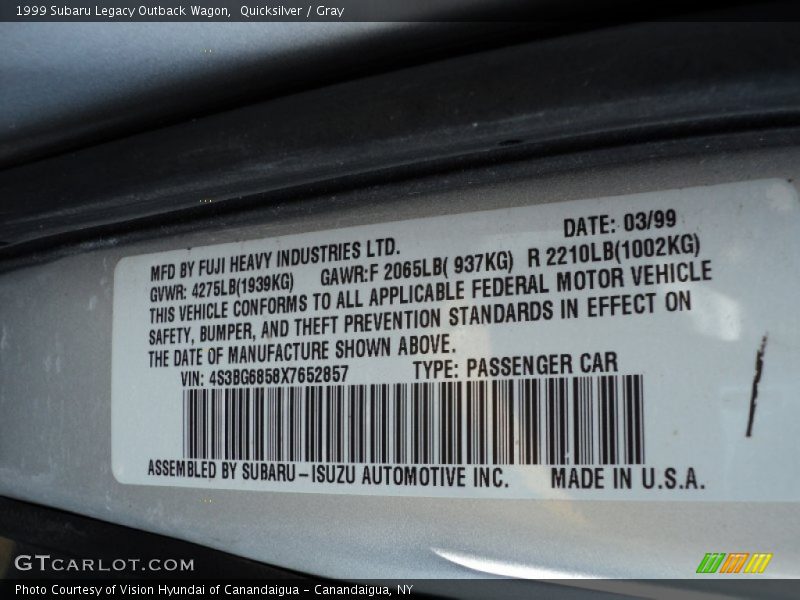 1999 Subaru Legacy Outback Wagon,  Quicksilver / Gray
DATE: 03/99
MFD BY FUJI HEAVY INDUSTRIES LTD.
GVWR: 4275LB(1939KG)   GAWR:F 2065LB( 937KG)  R 2210LB(1002KG)
THIS VEHICLE CONFORMS TO ALL APPLICABLE FEDERAL MOTOR VEHICLE
SAFETY, BUMPER, AND THEFT PREVENTION STANDARDS IN EFFECT ON
THE DATE OF MANUFACTURE SHOWN ABOVE.
VIN: 4S3BG6858X7652857   TYPE: PASSENGER CAR
ASSEMBLED BY SUBARU-ISUZU AUTOMOTIVE INC.   MADE IN U.S.A.
GTCARLOT.COM
Photo Courtesy of Vision Hyundai of Canandaigua - Canandaigua, NY